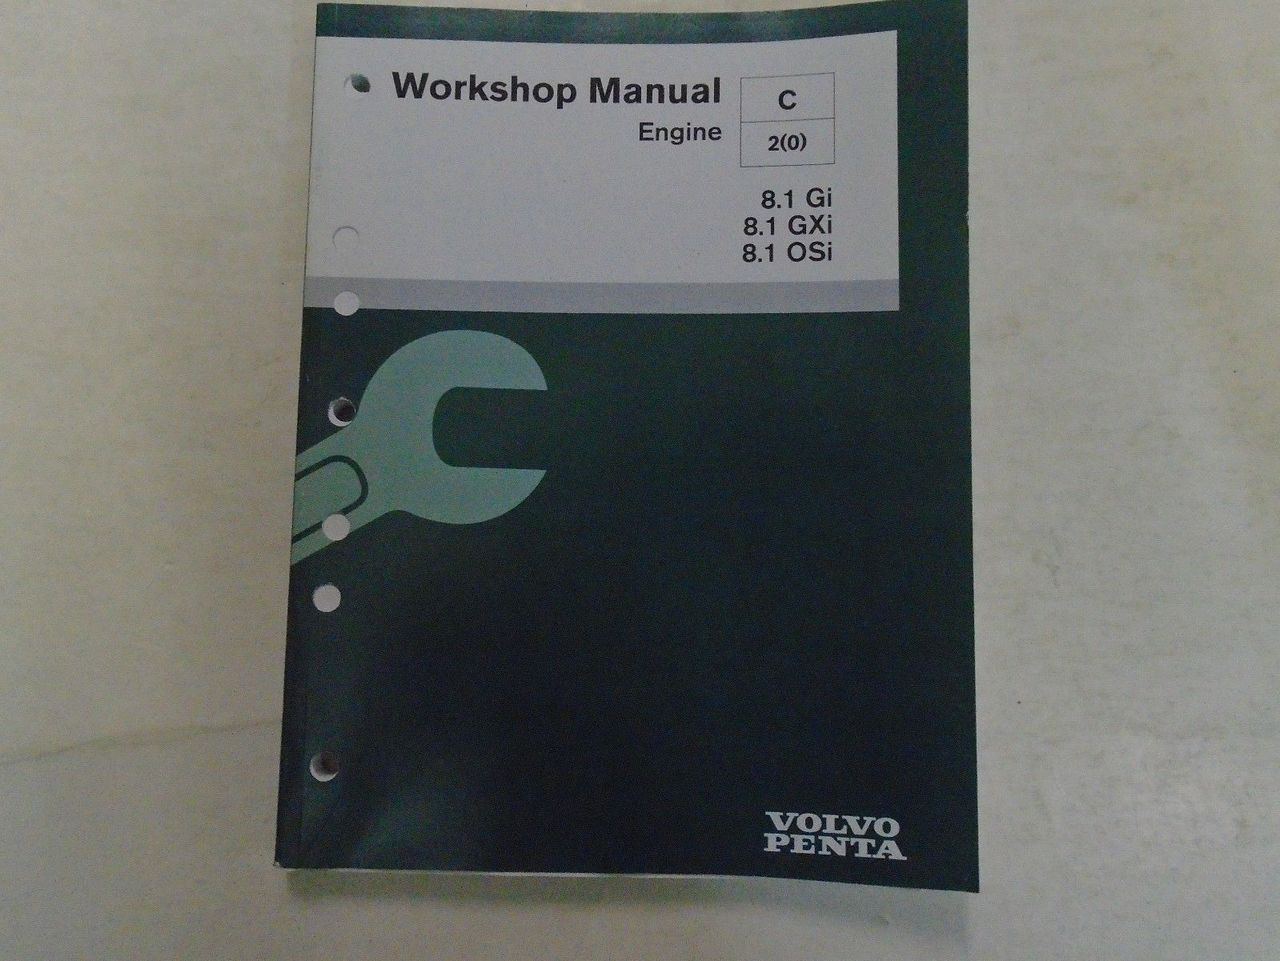 Workshop Manual
Engine
C
2(0)
8.1 Gi
8.1 GXi
8.1 OSi
VOLVO
PENTA